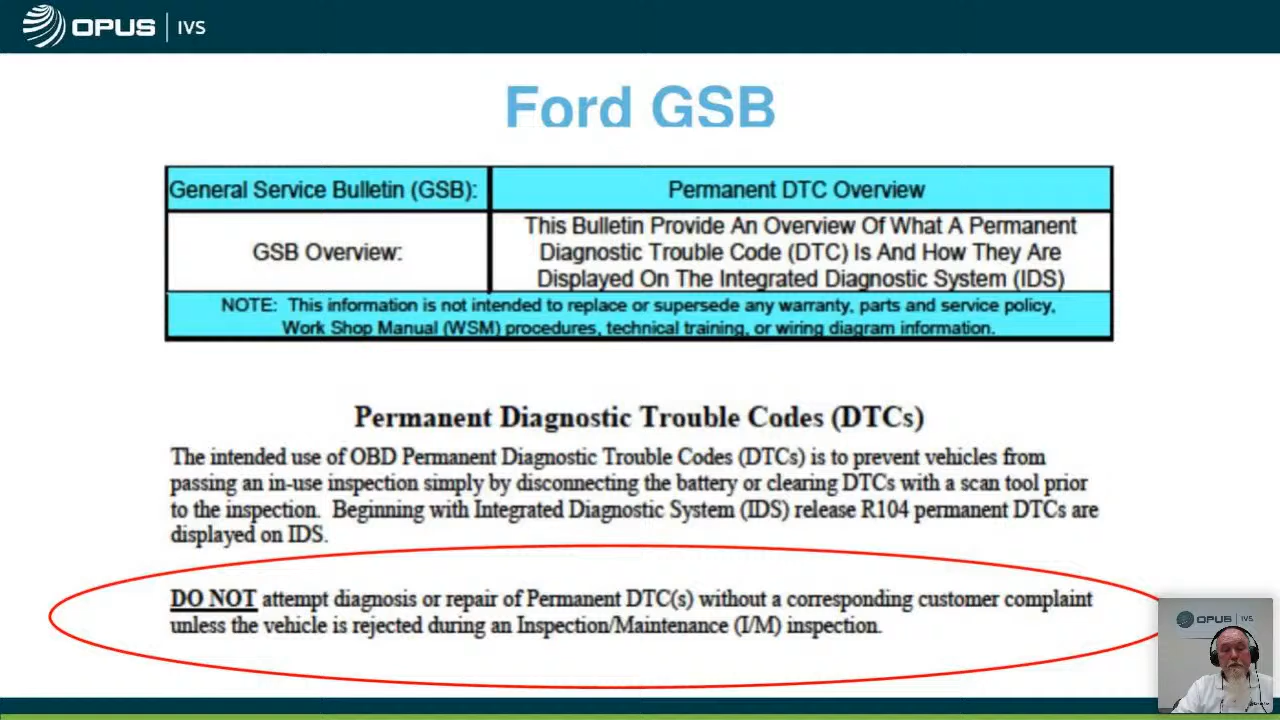 OPUS | IVS
Ford GSB
General Service Bulletin (GSB): Permanent DTC Overview
GSB Overview:
This Bulletin Provide An Overview Of What A Permanent
Diagnostic Trouble Code (DTC) Is And How They Are
Displayed On The Integrated Diagnostic System (IDS)
NOTE: This information is not intended to replace or supersede any warranty, parts and service policy,
Work Shop Manual (WSM) procedures, technical training, or wiring diagram information.
Permanent Diagnostic Trouble Codes (DTCs)
The intended use of OBD Permanent Diagnostic Trouble Codes (DTCs) is to prevent vehicles from
passing an in-use inspection simply by disconnecting the battery or clearing DTCs with a scan tool prior
to the inspection. Beginning with Integrated Diagnostic System (IDS) release R104 permanent DTCs are
displayed on IDS.
DO NOT attempt diagnosis or repair of Permanent DTC(s) without a corresponding customer complaint
unless the vehicle is rejected during an Inspection/Maintenance (I/M) inspection.
OPUS | IVS